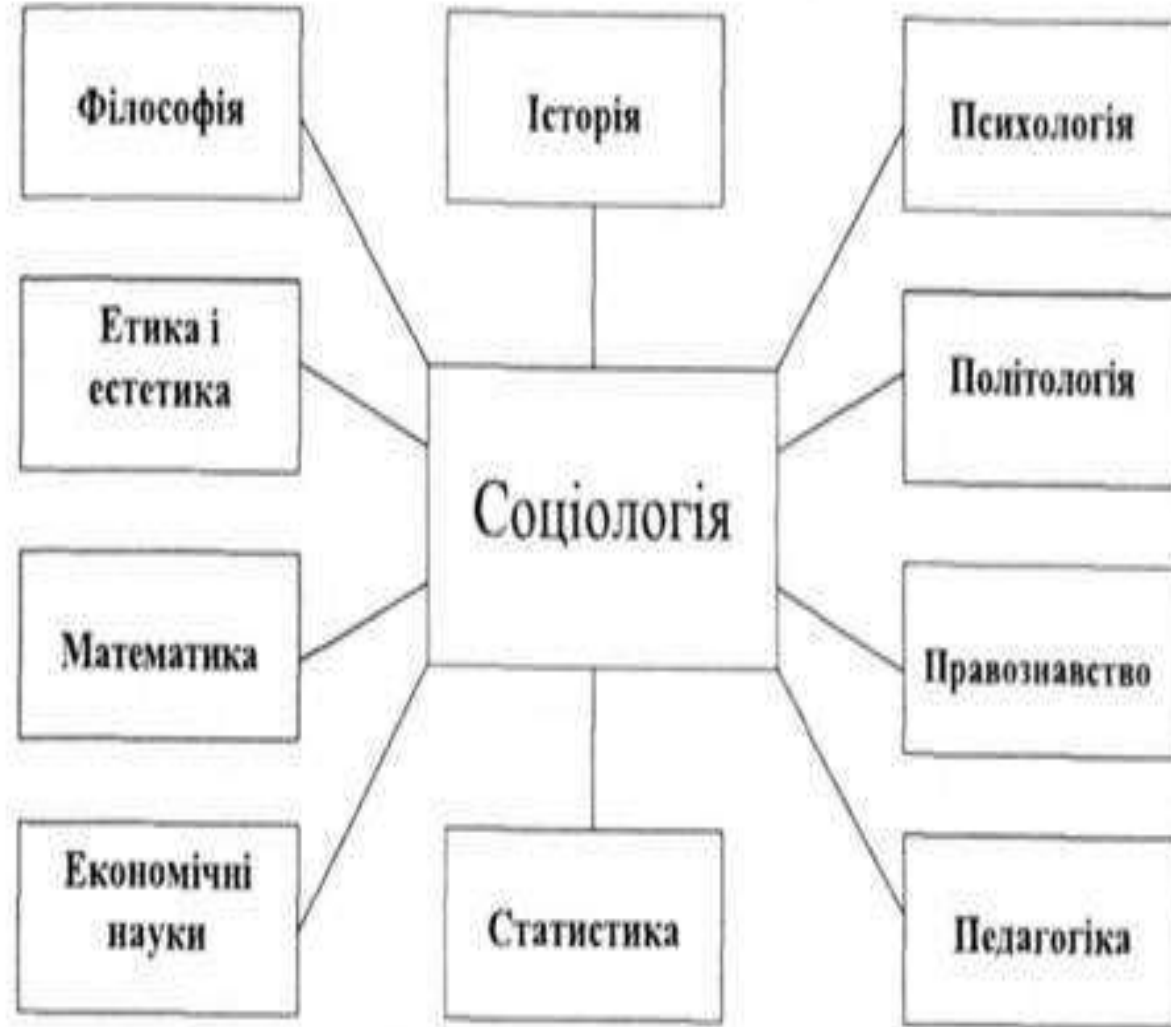 Філософія
Історія
Психологія
Етика і
естетика
Політологія
Соціологія
Математика
Правознавство
Економічні
науки
Статистика
Педагогіка